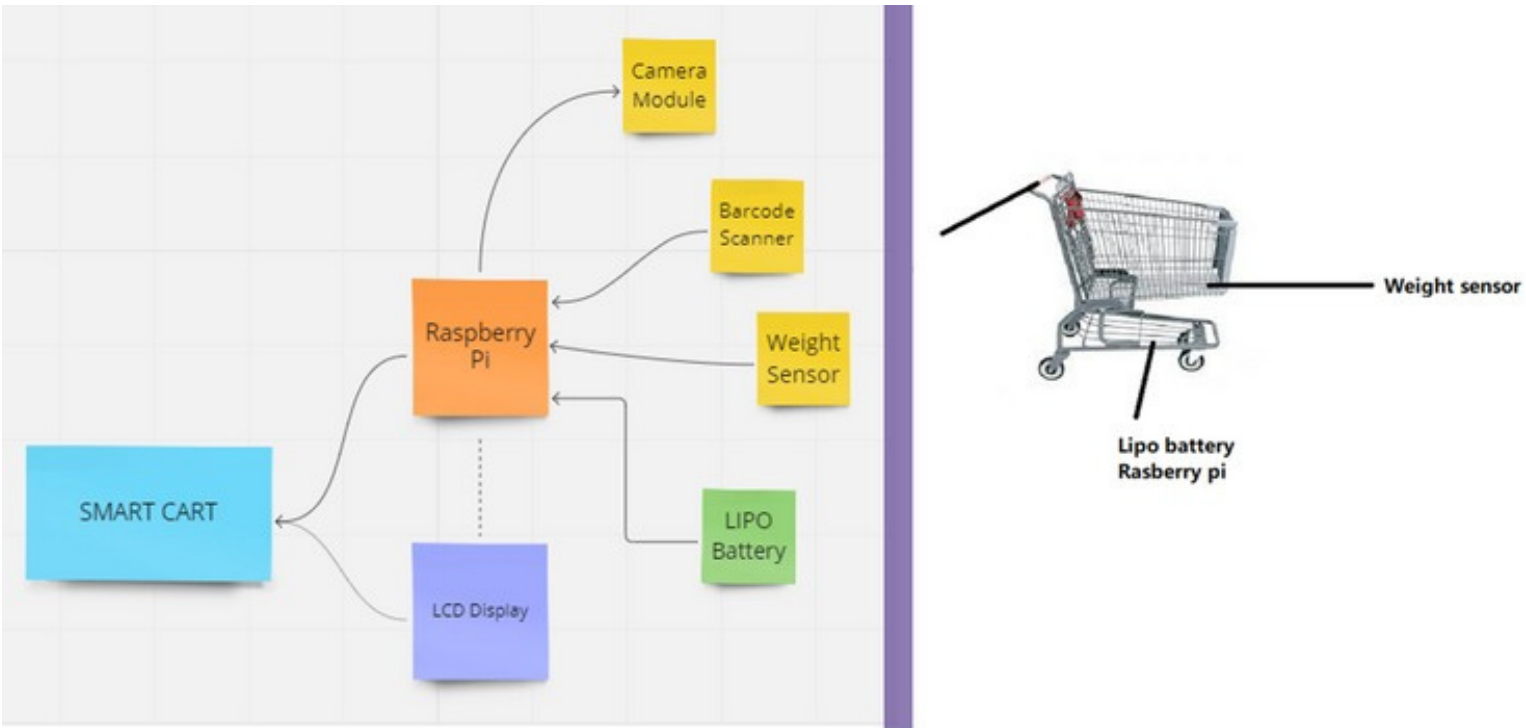 Camera
Module
Barcode
Scanner
Raspberry
Pi
Weight
Sensor
SMART CART
LIPO
Battery
LCD Display
Weight sensor
Lipo battery
Rasberry pi